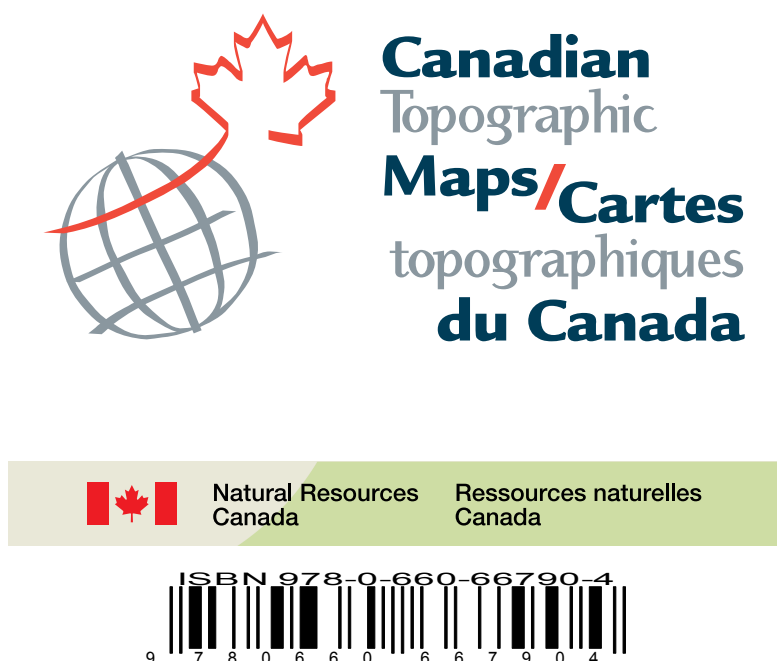 Canadian
Topographic
Maps/Cartes
topographiques
du Canada
Natural Resources
Canada
Ressources naturelles
Canada
ISBN 978-0-660-66790-4
9 780660 667904